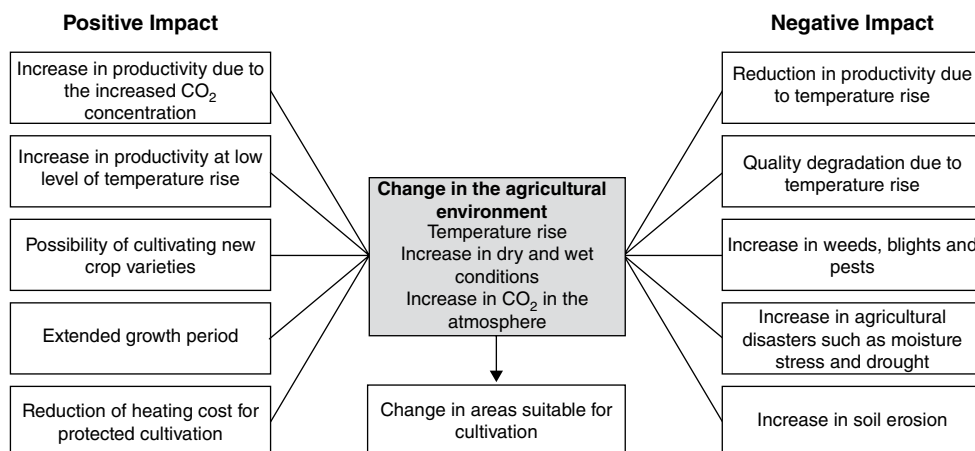 Positive Impact
Increase in productivity due to
the increased CO₂
concentration
Increase in productivity at low
level of temperature rise
Possibility of cultivating new
crop varieties
Extended growth period
Reduction of heating cost for
protected cultivation
Change in the agricultural
environment
Temperature rise
Increase in dry and wet
conditions
Increase in CO₂ in the
atmosphere
Change in areas suitable for
cultivation
Negative Impact
Reduction in productivity due
to temperature rise
Quality degradation due to
temperature rise
Increase in weeds, blights and
pests
Increase in agricultural
disasters such as moisture
stress and drought
Increase in soil erosion